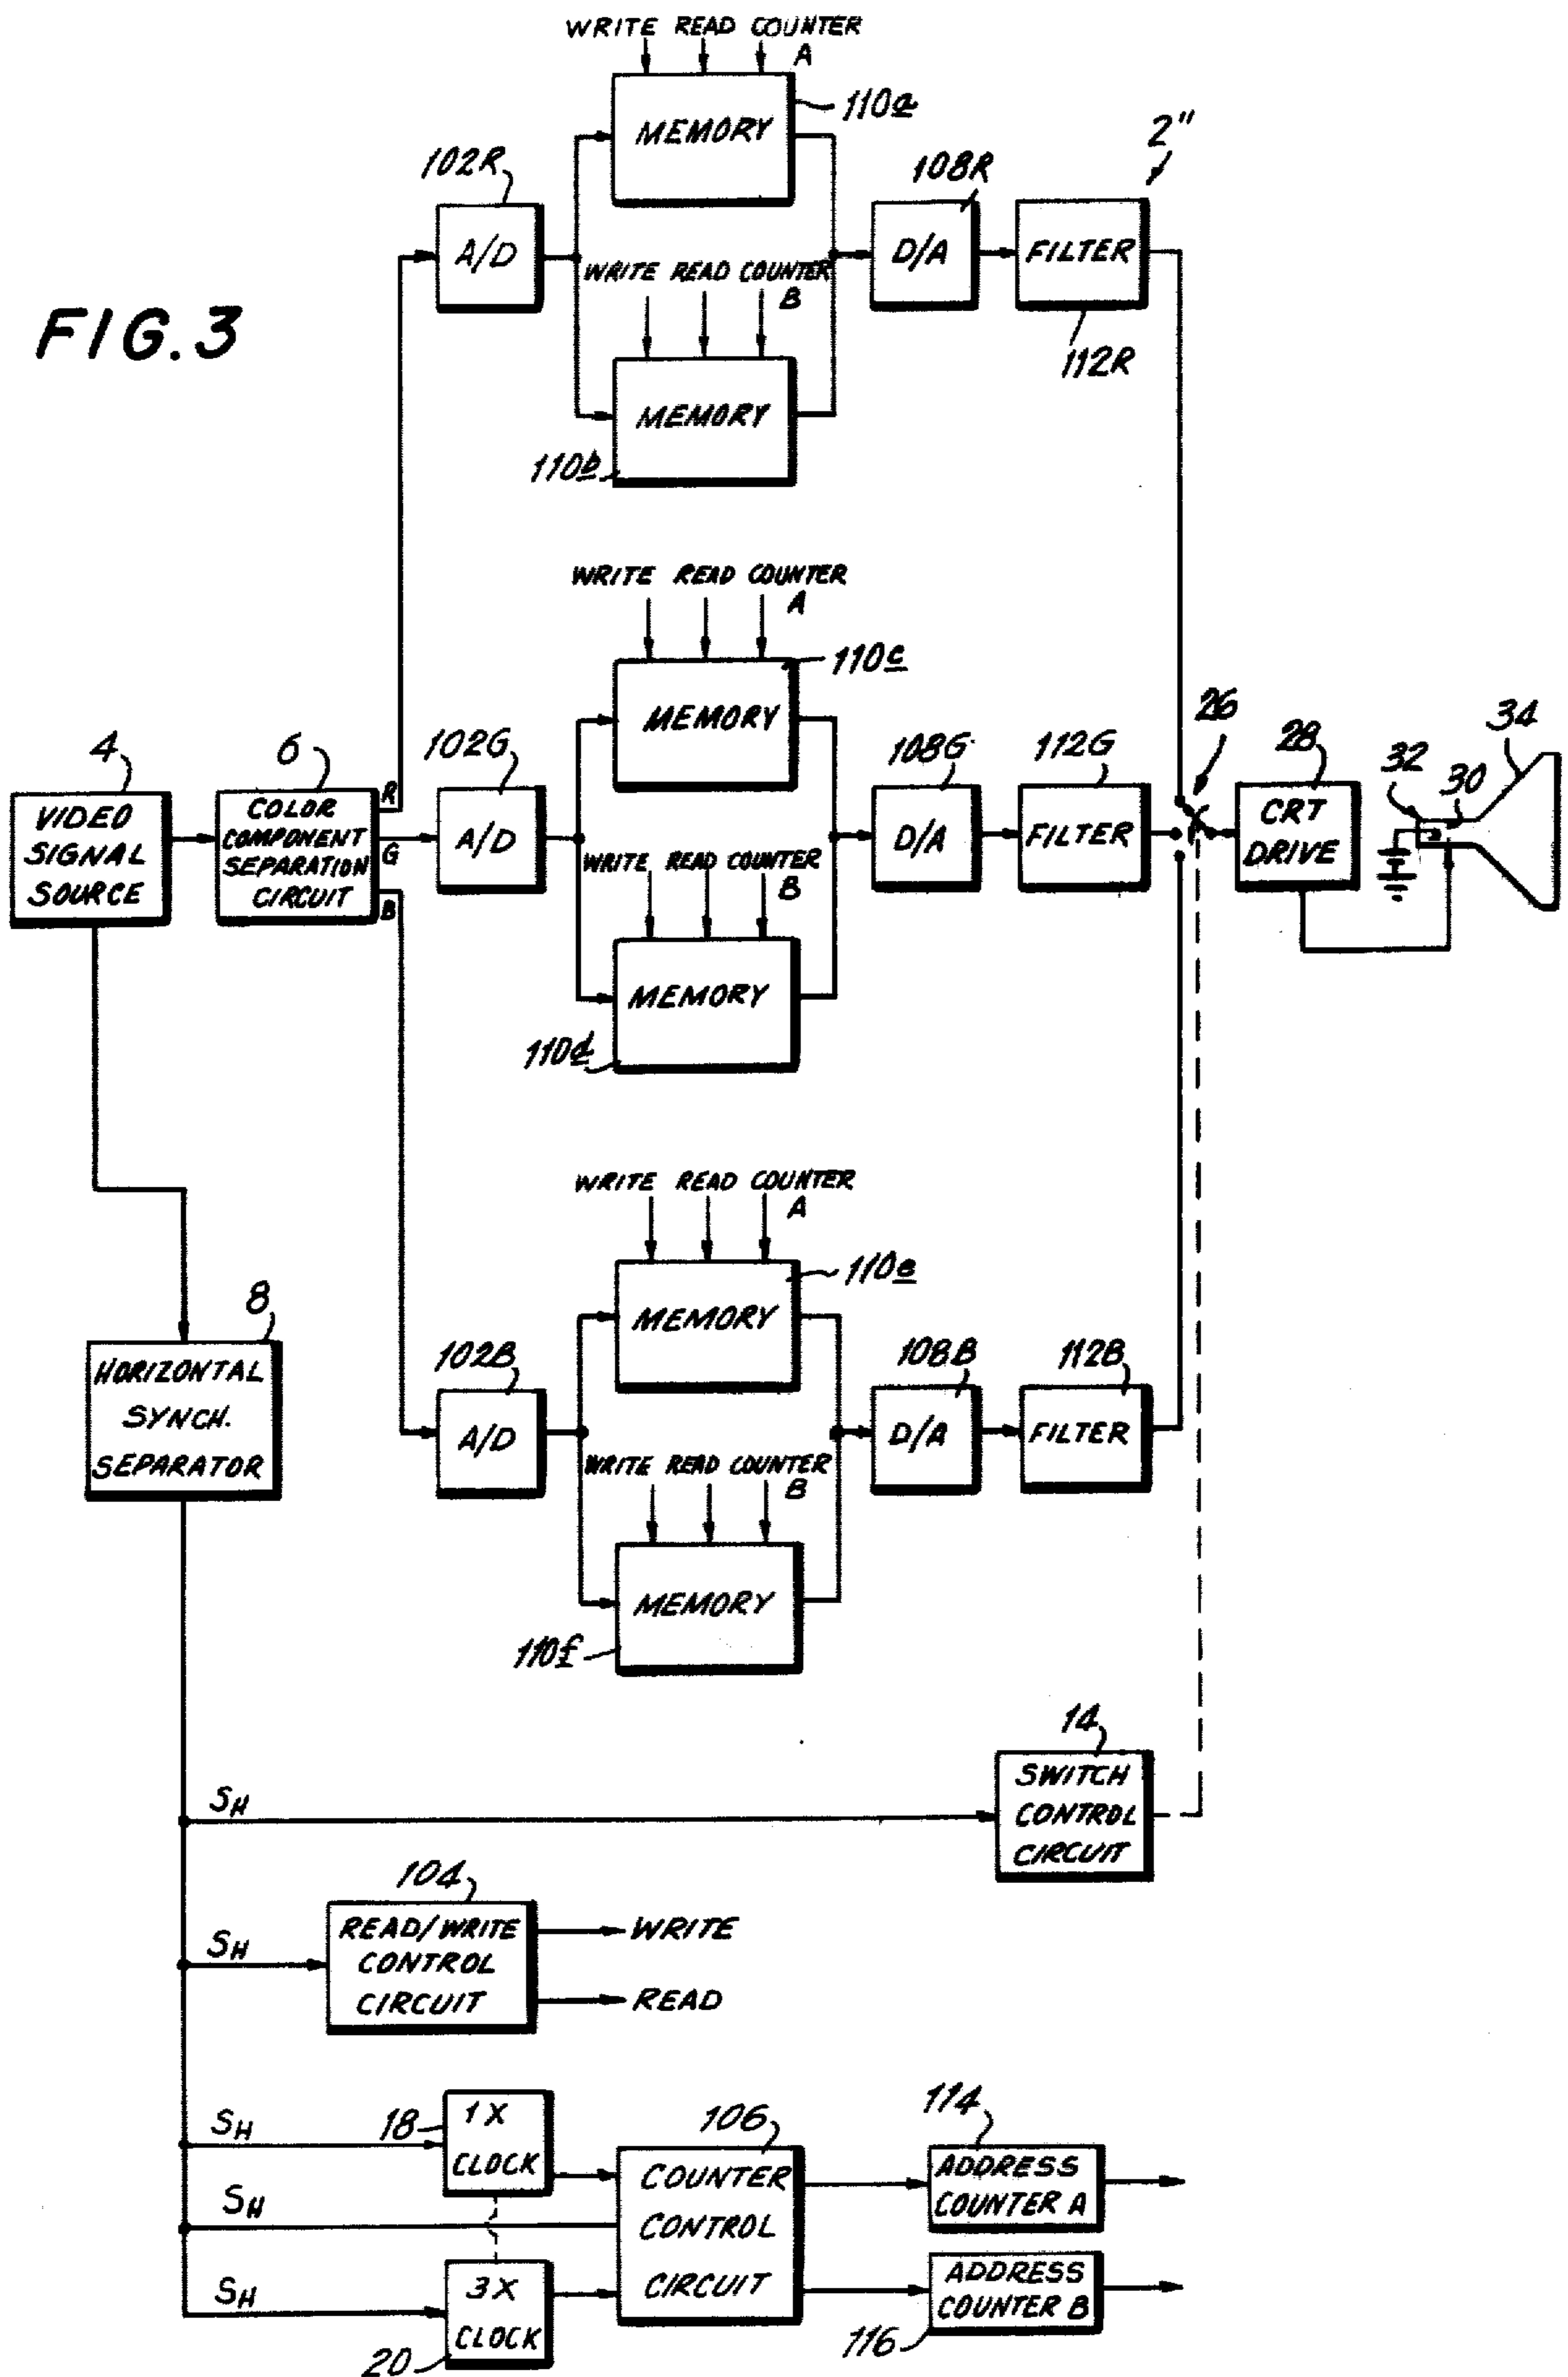 FIG.3
WRITE READ COUNTER
A
MEMORY
110a
2"
102R
A/D
WRITE READ COUNTER
B
MEMORY
110b
108R
D/A
FILTER
112R
WRITE READ COUNTER
A
MEMORY
110c
4
VIDEO
SIGNAL
SOURCE
6
COLOR
COMPONENT
SEPARATION
CIRCUIT
R
G
B
102G
A/D
WRITE READ COUNTER
B
MEMORY
110d
108G
D/A
112G
FILTER
26
28
CRT
DRIVE
32
30
34
WRITE READ COUNTER
A
MEMORY
110e
8
HORIZONTAL
SYNCH.
SEPARATOR
102B
A/D
WRITE READ COUNTER
B
MEMORY
110f
108B
D/A
112B
FILTER
14
SWITCH
CONTROL
CIRCUIT
SH
104
READ/WRITE
CONTROL
CIRCUIT
WRITE
READ
SH
SH
18
1X
CLOCK
SH
SH
3X
CLOCK
20
106
COUNTER
CONTROL
CIRCUIT
114
ADDRESS
COUNTER A
ADDRESS
COUNTER B
116